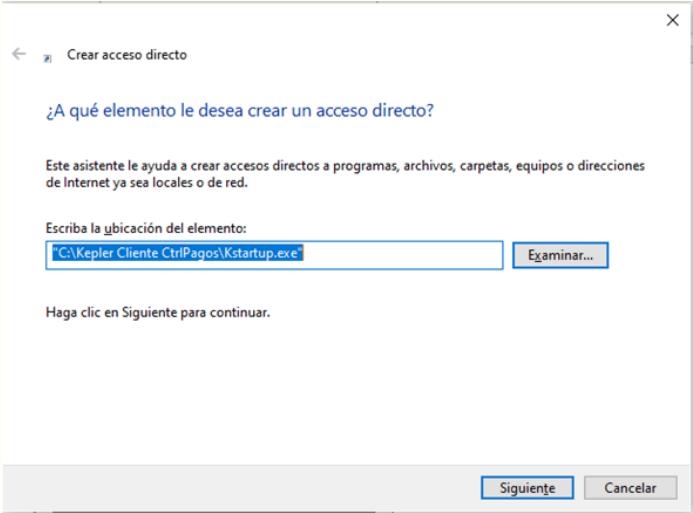 Crear acceso directo
¿A qué elemento le desea crear un acceso directo?
Este asistente le ayuda a crear accesos directos a programas, archivos, carpetas, equipos o direcciones
de Internet ya sea locales o de red.
Escriba la ubicación del elemento:
"C:\Kepler Cliente CtrlPagos\Kstartup.exe"
Examinar...
Haga clic en Siguiente para continuar.
Siguiente
Cancelar